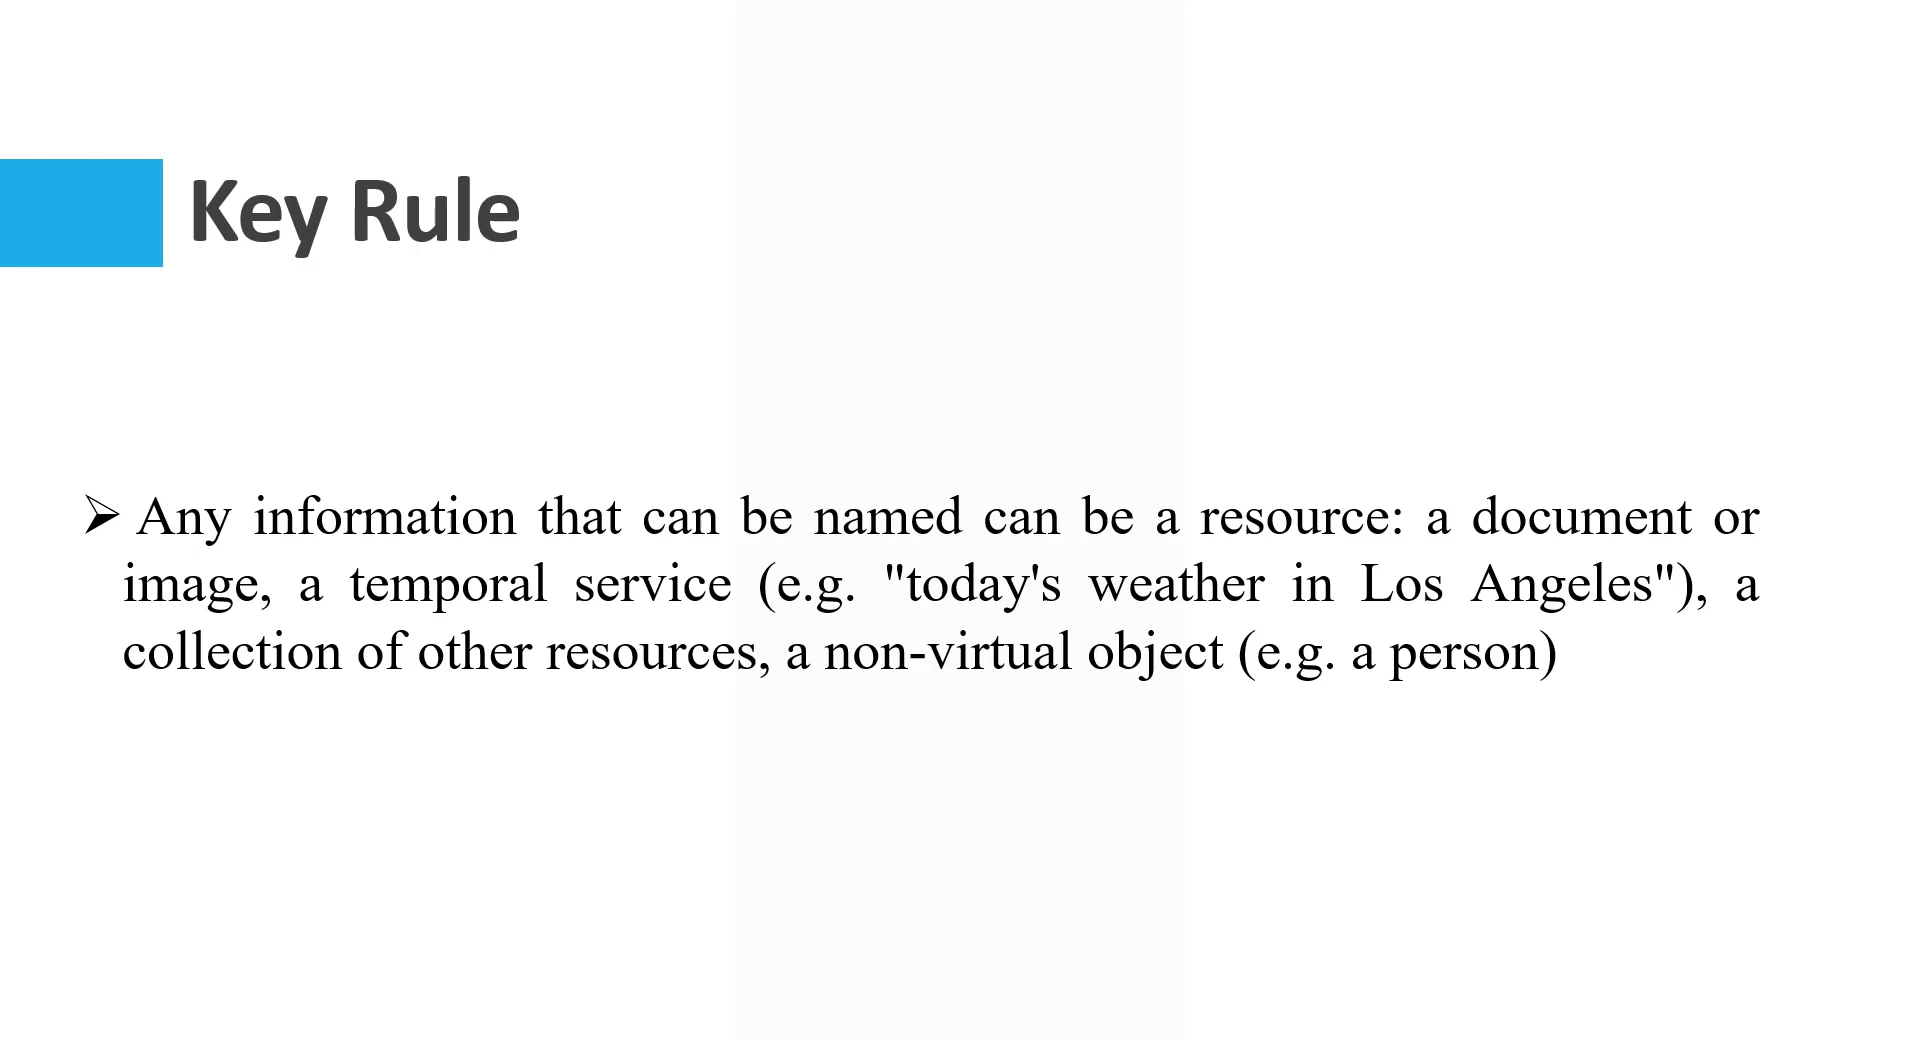 Key Rule
➢ Any information that can be named can be a resource: a document or
image, a temporal service (e.g. "today's weather in Los Angeles"), a
collection of other resources, a non-virtual object (e.g. a person)